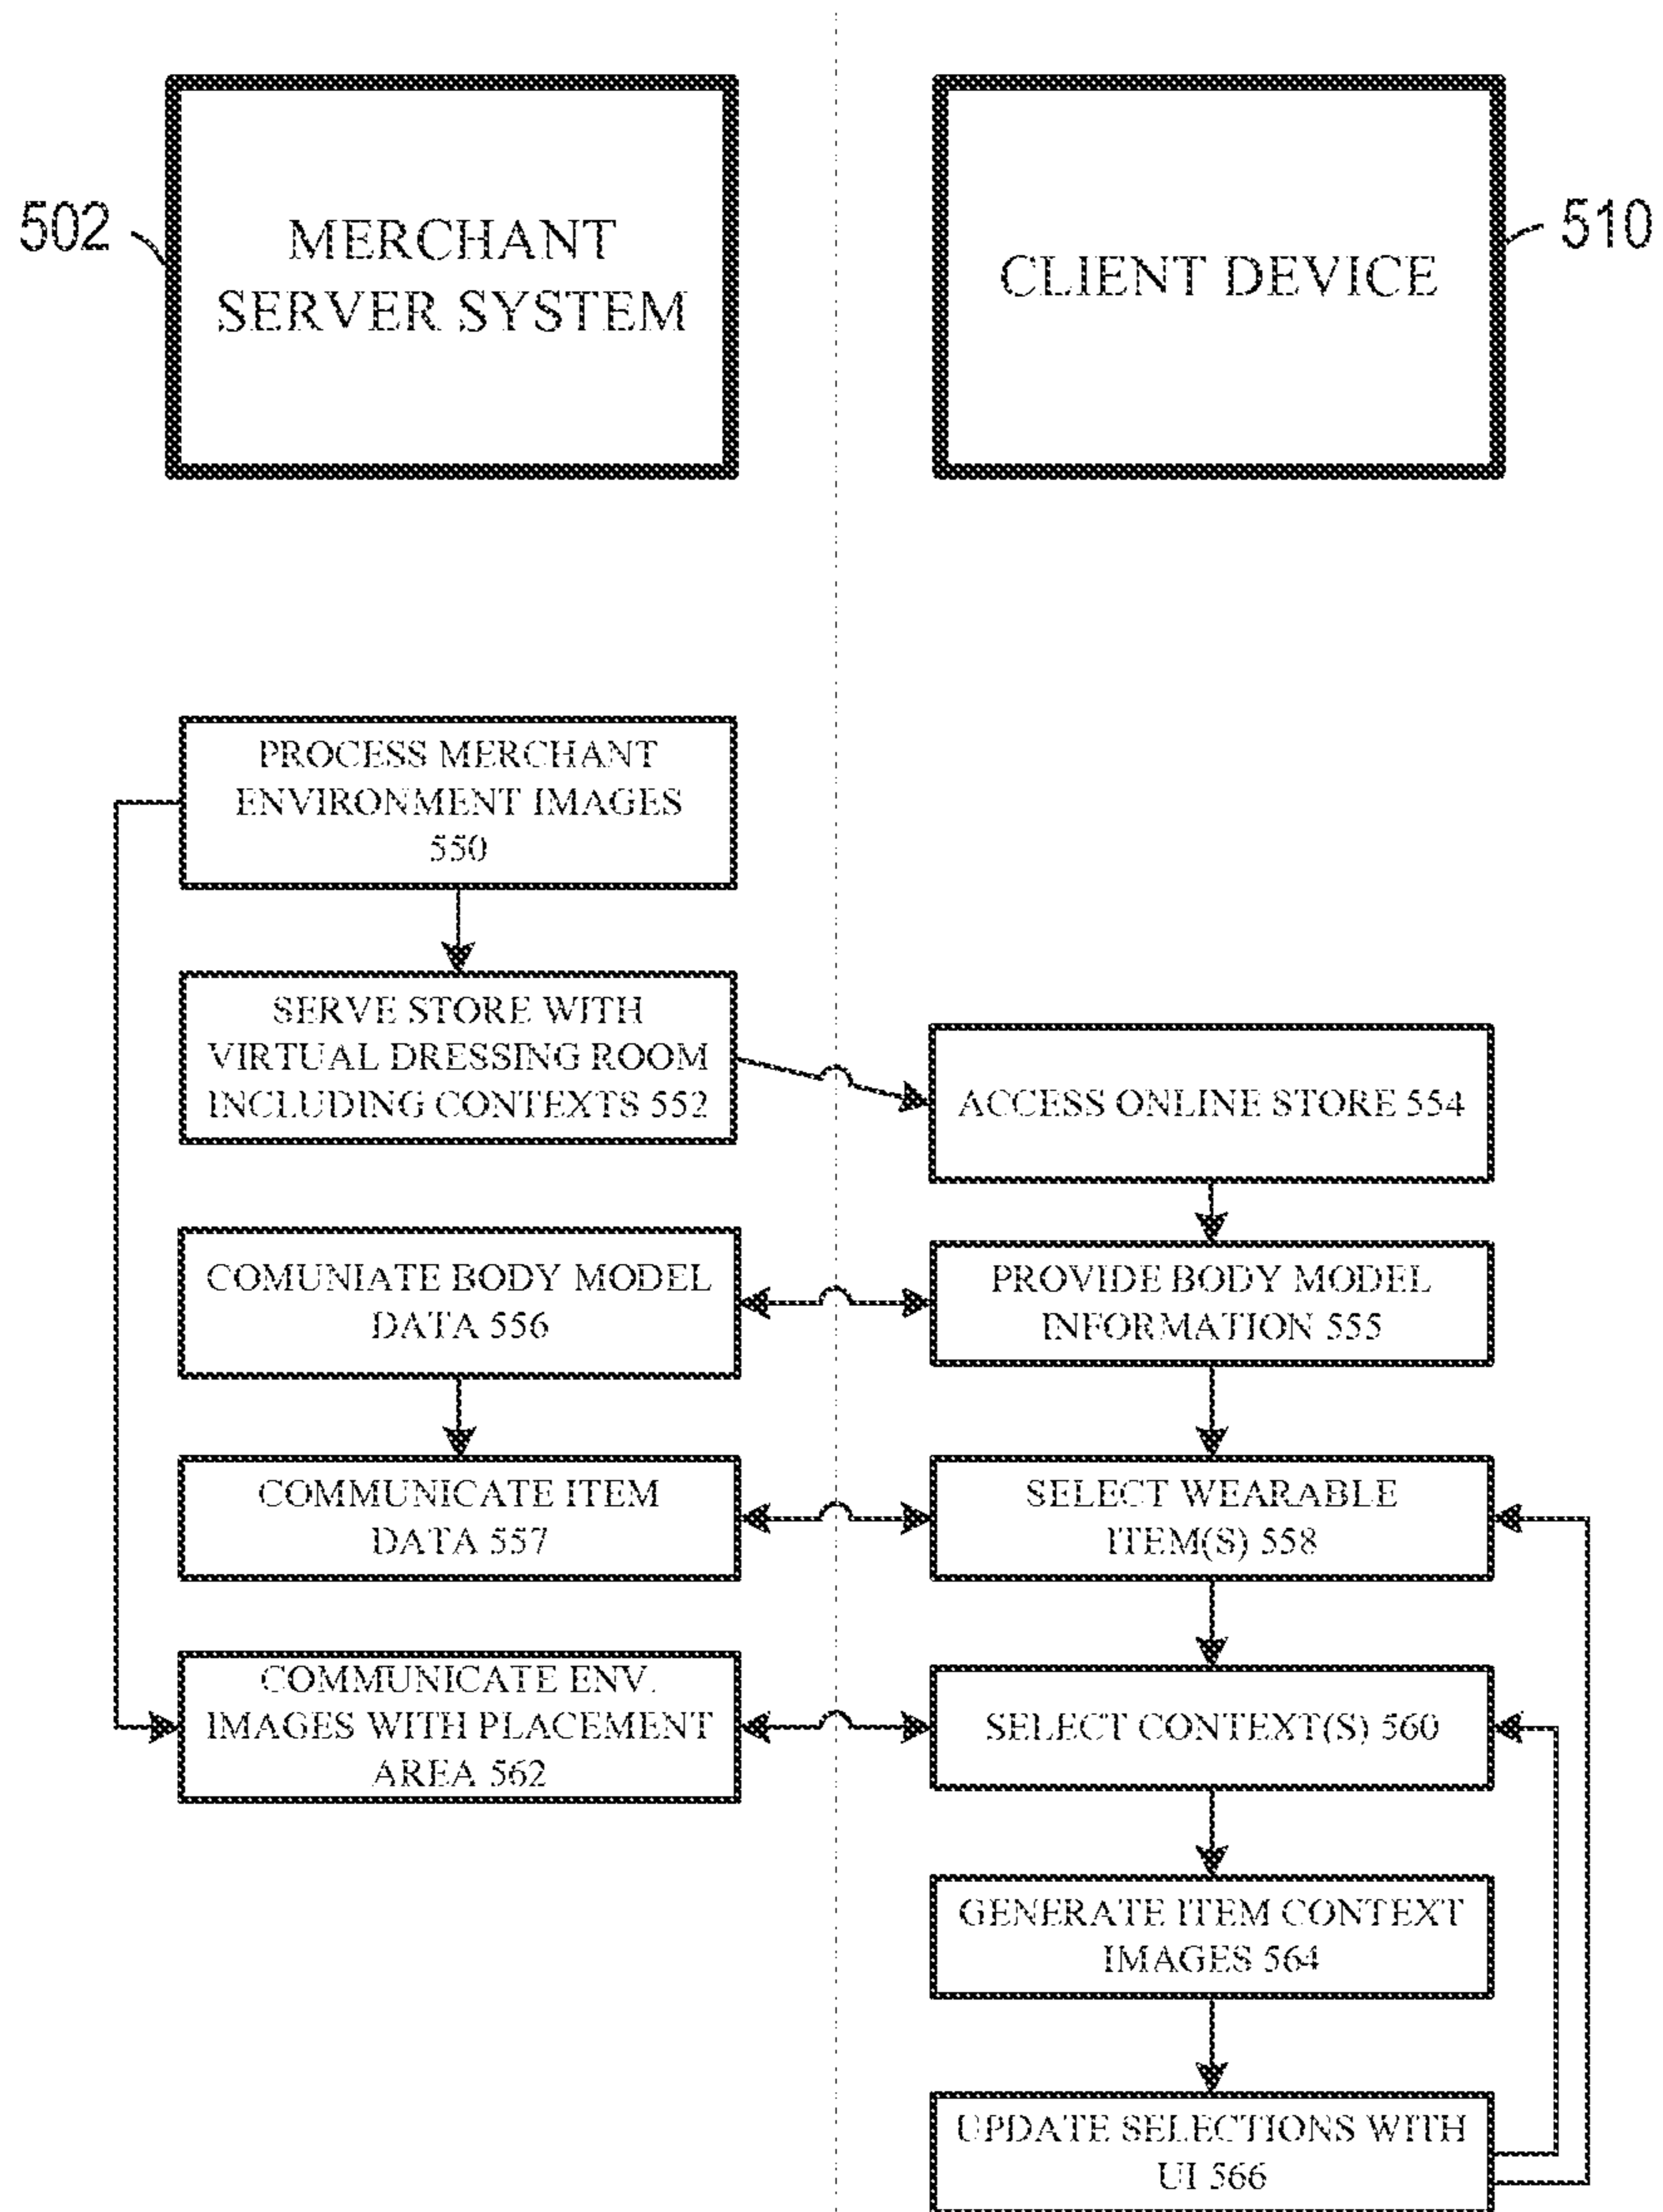 502
MERCHANT
SERVER SYSTEM
CLIENT DEVICE
510
PROCESS MERCHANT
ENVIRONMENT IMAGES
550
SERVE STORE WITH
VIRTUAL DRESSING ROOM
INCLUDING CONTEXTS 552
ACCESS ONLINE STORE 554
COMUNIATE BODY MODEL
DATA 556
PROVIDE BODY MODEL
INFORMATION 555
COMMUNICATE ITEM
DATA 557
SELECT WEARABLE
ITEM(S) 558
COMMUNICATE ENV.
IMAGES WITH PLACEMENT
AREA 562
SELECT CONTEXT(S) 560
GENERATE ITEM CONTEXT
IMAGES 564
UPDATE SELECTIONS WITH
UI 566